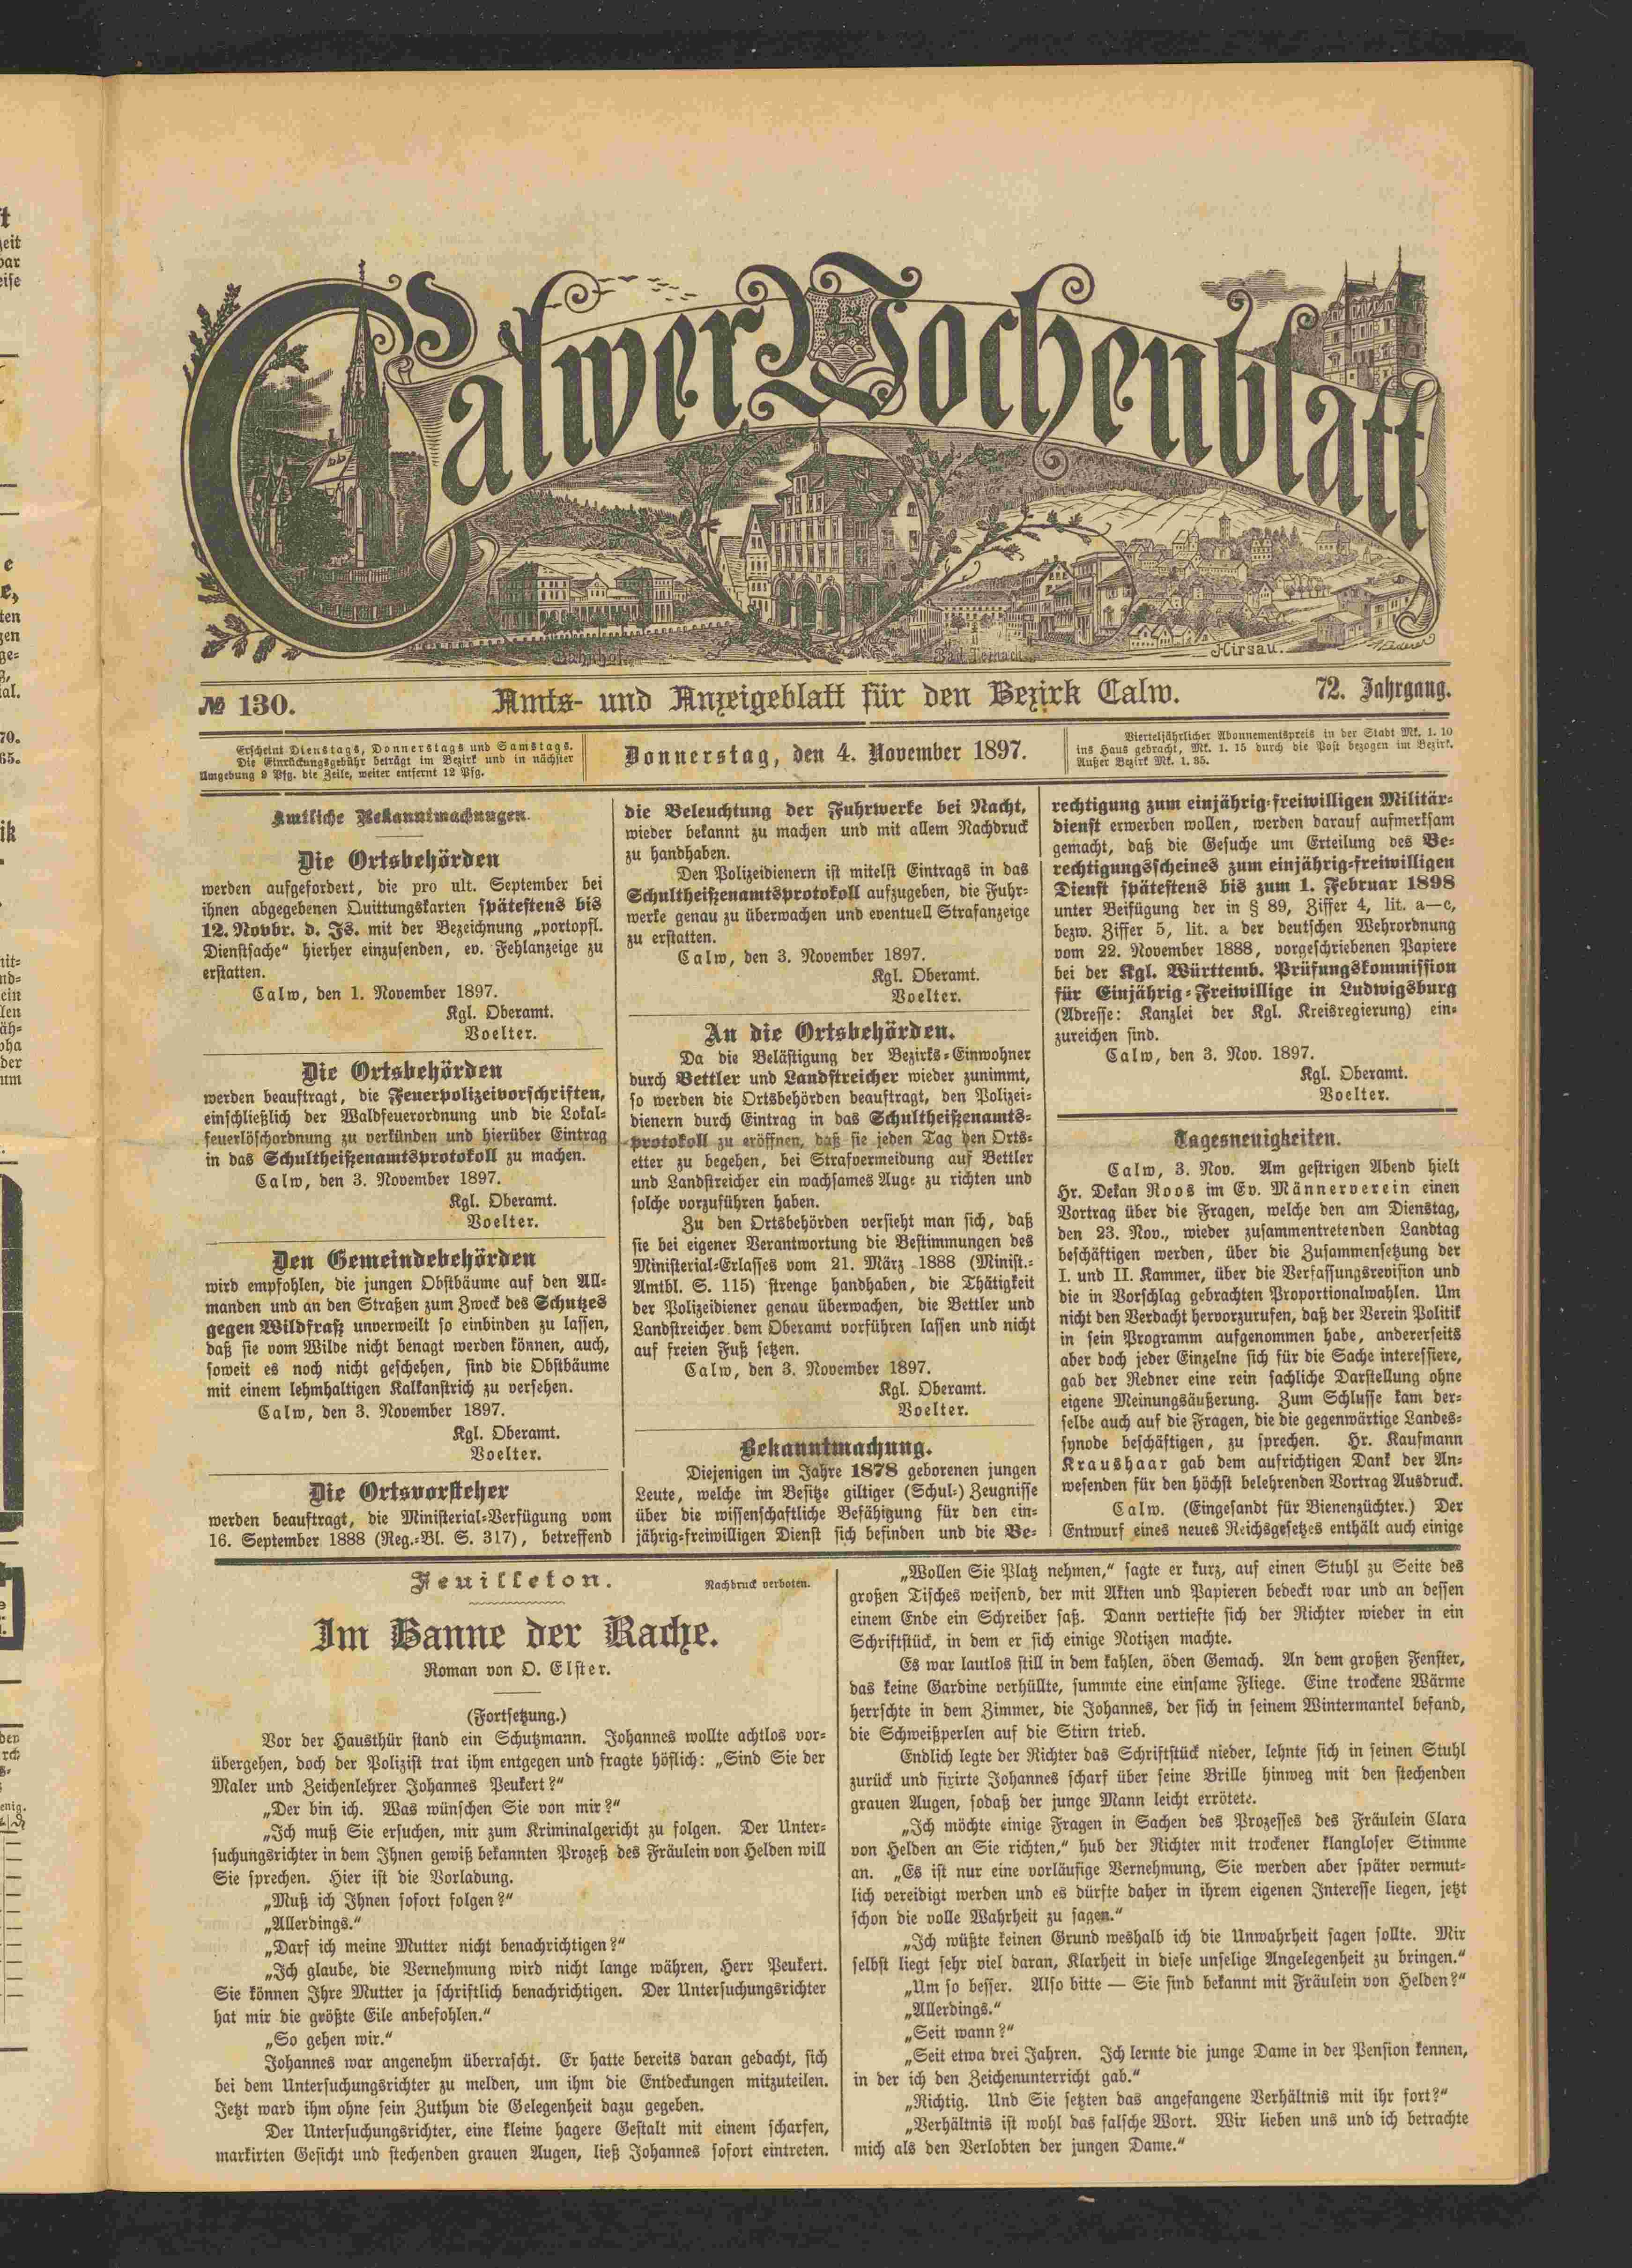 Calwer Wochenblatt
Bahnhof.
Bad Teinach
Hirsau.
№ 130.
Amts- und Anzeigeblatt für den Bezirk Calw.
72. Jahrgang.
Erscheint Dienstags, Donnerstags und Samstags.
Die Einrückungsgebühr beträgt im Bezirk und in nächster
Umgebung 9 Pfg. die Zeile, weiter entfernt 12 Pfg.
Donnerstag, den 4. November 1897.
Vierteljährlicher Abonnementspreis in der Stadt Mk. 1. 10
ins Haus gebracht, Mk. 1. 15 durch die Post bezogen im Bezirk.
Außer Bezirk Mk. 1. 35.
Amtliche Bekanntmachungen.
Die Ortsbehörden
werden aufgefordert, die pro ult. September bei
ihnen abgegebenen Quittungskarten spätestens bis
12. Novbr. d. Js. mit der Bezeichnung „portopfl.
Dienstsache“ hierher einzusenden, ev. Fehlanzeige zu
erstatten.
Calw, den 1. November 1897.
Kgl. Oberamt.
Voelter.
Die Ortsbehörden
werden beauftragt, die Feuerpolizeivorschriften,
einschließlich der Waldfeuerordnung und die Lokal-
feuerlöschordnung zu verkünden und hierüber Eintrag
in das Schultheißenamtsprotokoll zu machen.
Calw, den 3. November 1897.
Kgl. Oberamt.
Voelter.
Den Gemeindebehörden
wird empfohlen, die jungen Obstbäume auf den All-
manden und an den Straßen zum Zweck des Schutzes
gegen Wildfraß unverweilt so einbinden zu lassen,
daß sie vom Wilde nicht benagt werden können, auch,
soweit es noch nicht geschehen, sind die Obstbäume
mit einem lehmhaltigen Kalkanstrich zu versehen.
Calw, den 3. November 1897.
Kgl. Oberamt.
Voelter.
Die Ortsvorsteher
werden beauftragt, die Ministerial-Verfügung vom
16. September 1888 (Reg.-Bl. S. 317), betreffend
die Beleuchtung der Fuhrwerke bei Nacht,
wieder bekannt zu machen und mit allem Nachdruck
zu handhaben.
Den Polizeidienern ist mitelst Eintrags in das
Schultheißenamtsprotokoll aufzugeben, die Fuhr-
werke genau zu überwachen und eventuell Strafanzeige
zu erstatten.
Calw, den 3. November 1897.
Kgl. Oberamt.
Voelter.
An die Ortsbehörden.
Da die Belästigung der Bezirks-Einwohner
durch Bettler und Landstreicher wieder zunimmt,
so werden die Ortsbehörden beauftragt, den Polizei-
dienern durch Eintrag in das Schultheißenamts-
protokoll zu eröffnen, daß sie jeden Tag den Orts-
etter zu begehen, bei Strafvermeidung auf Bettler
und Landstreicher ein wachsames Auge zu richten und
solche vorzuführen haben.
Zu den Ortsbehörden versieht man sich, daß
sie bei eigener Verantwortung die Bestimmungen des
Ministerial-Erlasses vom 21. März 1888 (Minist.-
Amtbl. S. 115) strenge handhaben, die Thätigkeit
der Polizeidiener genau überwachen, die Bettler und
Landstreicher dem Oberamt vorführen lassen und nicht
auf freien Fuß setzen.
Calw, den 3. November 1897.
Kgl. Oberamt.
Voelter.
Bekanntmachung.
Diejenigen im Jahre 1878 geborenen jungen
Leute, welche im Besitze giltiger (Schul-) Zeugnisse
über die wissenschaftliche Befähigung für den ein-
jährig-freiwilligen Dienst sich befinden und die Be-
rechtigung zum einjährig-freiwilligen Militär-
dienst erwerben wollen, werden darauf aufmerksam
gemacht, daß die Gesuche um Erteilung des Be-
rechtigungsscheines zum einjährig-freiwilligen
Dienst spätestens bis zum 1. Februar 1898
unter Beifügung der in § 89, Ziffer 4, lit. a—c,
bezw. Ziffer 5, lit. a der deutschen Wehrordnung
vom 22. November 1888, vorgeschriebenen Papiere
bei der Kgl. Württemb. Prüfungskommission
für Einjährig-Freiwillige in Ludwigsburg
(Adresse: Kanzlei der Kgl. Kreisregierung) ein-
zureichen sind.
Calw, den 3. Nov. 1897.
Kgl. Oberamt.
Voelter.
Tagesneuigkeiten.
Calw, 3. Nov. Am gestrigen Abend hielt
Hr. Dekan Roos im Ev. Männerverein einen
Vortrag über die Fragen, welche den am Dienstag,
den 23. Nov., wieder zusammentretenden Landtag
beschäftigen werden, über die Zusammensetzung der
I. und II. Kammer, über die Verfassungsrevision und
die in Vorschlag gebrachten Proportionalwahlen. Um
nicht den Verdacht hervorzurufen, daß der Verein Politik
in sein Programm aufgenommen habe, andererseits
aber doch jeder Einzelne sich für die Sache interessiere,
gab der Redner eine rein sachliche Darstellung ohne
eigene Meinungsäußerung. Zum Schlusse kam der-
selbe auch auf die Fragen, die die gegenwärtige Landes-
synode beschäftigen, zu sprechen. Hr. Kaufmann
Kraushaar gab dem aufrichtigen Dank der An-
wesenden für den höchst belehrenden Vortrag Ausdruck.
Calw. (Eingesandt für Bienenzüchter.) Der
Entwurf eines neues Reichsgesetzes enthält auch einige
Feuilleton.
Nachdruck verboten.
Im Banne der Rache.
Roman von O. Elster.
(Fortsetzung.)
Vor der Hausthür stand ein Schutzmann. Johannes wollte achtlos vor-
übergehen, doch der Polizist trat ihm entgegen und fragte höflich: „Sind Sie der
Maler und Zeichenlehrer Johannes Peukert?“
„Der bin ich. Was wünschen Sie von mir?“
„Ich muß Sie ersuchen, mir zum Kriminalgericht zu folgen. Der Unter-
suchungsrichter in dem Ihnen gewiß bekannten Prozeß des Fräulein von Helden will
Sie sprechen. Hier ist die Vorladung.
„Muß ich Ihnen sofort folgen?“
„Allerdings.“
„Darf ich meine Mutter nicht benachrichtigen?“
„Ich glaube, die Vernehmung wird nicht lange währen, Herr Peukert.
Sie können Ihre Mutter ja schriftlich benachrichtigen. Der Untersuchungsrichter
hat mir die größte Eile anbefohlen.“
„So gehen wir.“
Johannes war angenehm überrascht. Er hatte bereits daran gedacht, sich
bei dem Untersuchungsrichter zu melden, um ihm die Entdeckungen mitzuteilen.
Jetzt ward ihm ohne sein Zuthun die Gelegenheit dazu gegeben.
Der Untersuchungsrichter, eine kleine hagere Gestalt mit einem scharfen,
markirten Gesicht und stechenden grauen Augen, ließ Johannes sofort eintreten.
„Wollen Sie Platz nehmen,“ sagte er kurz, auf einen Stuhl zu Seite des
großen Tisches weisend, der mit Akten und Papieren bedeckt war und an dessen
einem Ende ein Schreiber saß. Dann vertiefte sich der Richter wieder in ein
Schriftstück, in dem er sich einige Notizen machte.
Es war lautlos still in dem kahlen, öden Gemach. An dem großen Fenster,
das keine Gardine verhüllte, summte eine einsame Fliege. Eine trockene Wärme
herrschte in dem Zimmer, die Johannes, der sich in seinem Wintermantel befand,
die Schweißperlen auf die Stirn trieb.
Endlich legte der Richter das Schriftstück nieder, lehnte sich in seinen Stuhl
zurück und fixirte Johannes scharf über seine Brille hinweg mit den stechenden
grauen Augen, sodaß der junge Mann leicht errötete.
„Ich möchte einige Fragen in Sachen des Prozesses des Fräulein Clara
von Helden an Sie richten,“ hub der Richter mit trockener klangloser Stimme
an. „Es ist nur eine vorläufige Vernehmung, Sie werden aber später vermut-
lich vereidigt werden und es dürfte daher in ihrem eigenen Interesse liegen, jetzt
schon die volle Wahrheit zu sagen.“
„Ich wüßte keinen Grund weshalb ich die Unwahrheit sagen sollte. Mir
selbst liegt sehr viel daran, Klarheit in diese unselige Angelegenheit zu bringen.“
„Um so besser. Also bitte — Sie sind bekannt mit Fräulein von Helden?“
„Allerdings.“
„Seit wann?“
„Seit etwa drei Jahren. Ich lernte die junge Dame in der Pension kennen,
in der ich den Zeichenunterricht gab.“
„Richtig. Und Sie setzten das angefangene Verhältnis mit ihr fort?“
„Verhältnis ist wohl das falsche Wort. Wir lieben uns und ich betrachte
mich als den Verlobten der jungen Dame.“